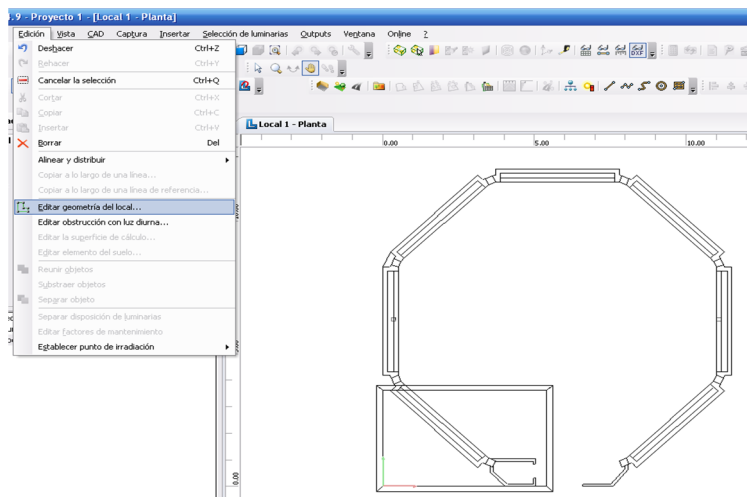 .9 - Proyecto 1 - [Local 1 - Planta]
Edición Vista CAD Captura Insertar Selección de luminarias Outputs Ventana Online ?
Deshacer Ctrl+Z
Rehacer Ctrl+Y
Cancelar la selección Ctrl+Q
Cortar Ctrl+X
Copiar Ctrl+C
Insertar Ctrl+V
Borrar Del
Alinear y distribuir
Copiar a lo largo de una línea...
Copiar a lo largo de una línea de referencia...
Editar geometría del local...
Editar obstrucción con luz diurna...
Editar la superficie de cálculo...
Editar elemento del suelo...
Reunir objetos
Substraer objetos
Separar objeto
Separar disposición de luminarias
Editar factores de mantenimiento
Establecer punto de irradiación
DXF
Local 1 - Planta
0.00 5.00 10.00
0.00